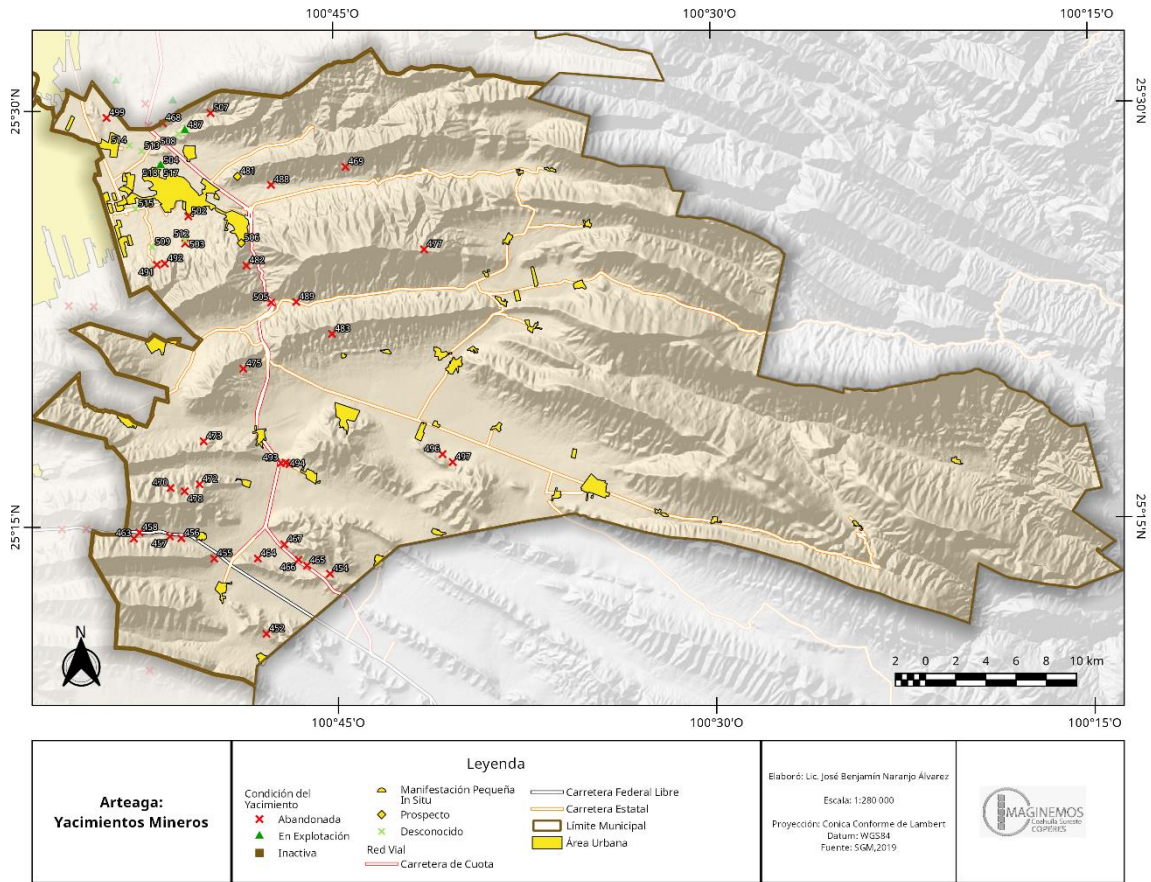 100°45'O
100°30'O
100°15'O
25°30'N
25°30'N
499
468
507
487
514
513
508
504
518
517
481
488
469
515
502
512
503
506
509
491
492
482
477
505
489
483
475
473
493
494
496
497
470
472
478
463
458
457
456
455
464
467
466
465
454
452
25°15'N
25°15'N
N
2 0 2 4 6 8 10 km
100°45'O
100°30'O
100°15'O
Arteaga:
Yacimientos Mineros
Leyenda
Condición del
Yacimiento
Abandonada
En Explotación
Inactiva
Manifestación Pequeña
In Situ
Prospecto
Desconocido
Red Vial
Carretera de Cuota
Carretera Federal Libre
Carretera Estatal
Límite Municipal
Área Urbana
Elaboró: Lic. José Benjamín Naranjo Álvarez
Escala: 1:280 000
Proyección: Conica Conforme de Lambert
Datum: WGS84
Fuente: SGM,2019
IMAGINEMOS
Coahuila Sureste
COPERES